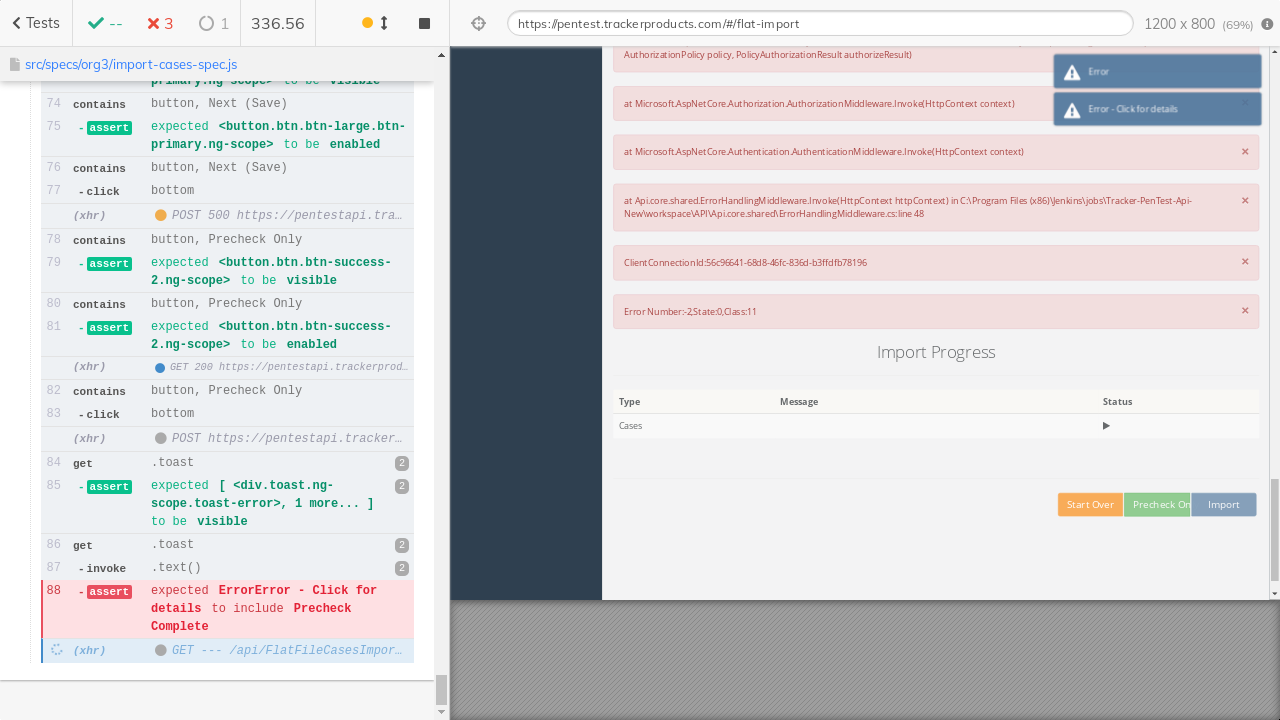 Tests
--
3
1
336.56
https://pentest.trackerproducts.com/#/flat-import
1200 x 800 (69%)
src/specs/org3/import-cases-spec.js
primary.ng-scope> to be visible
74 contains button, Next (Save)
75 - assert expected <button.btn.btn-large.btn-
primary.ng-scope> to be enabled
76 contains button, Next (Save)
77 - click bottom
(xhr) POST 500 https://pentestapi.tra…
78 contains button, Precheck Only
79 - assert expected <button.btn.btn-success-
2.ng-scope> to be visible
80 contains button, Precheck Only
81 - assert expected <button.btn.btn-success-
2.ng-scope> to be enabled
(xhr) GET 200 https://pentestapi.trackerprod…
82 contains button, Precheck Only
83 - click bottom
(xhr) POST https://pentestapi.tracker…
84 get .toast 2
85 - assert expected [ <div.toast.ng- 2
scope.toast-error>, 1 more... ]
to be visible
86 get .toast 2
87 - invoke .text() 2
88 - assert expected ErrorError - Click for
details to include Precheck
Complete
(xhr) GET --- /api/FlatFileCasesImpor…
AuthorizationPolicy policy, PolicyAuthorizationResult authorizeResult)
Error
at Microsoft.AspNetCore.Authorization.AuthorizationMiddleware.Invoke(HttpContext context)
Error - Click for details
at Microsoft.AspNetCore.Authentication.AuthenticationMiddleware.Invoke(HttpContext context) ×
at Api.core.shared.ErrorHandlingMiddleware.Invoke(HttpContext httpContext) in C:\Program Files (x86)\Jenkins\jobs\Tracker-PenTest-Api- ×
New\workspace\API\Api.core.shared\ErrorHandlingMiddleware.cs:line 48
ClientConnectionId:56c96641-68d8-46fc-836d-b3ffdfb78196 ×
Error Number:-2,State:0,Class:11 ×
Import Progress
Type Message Status
Cases
Start Over Precheck On Import